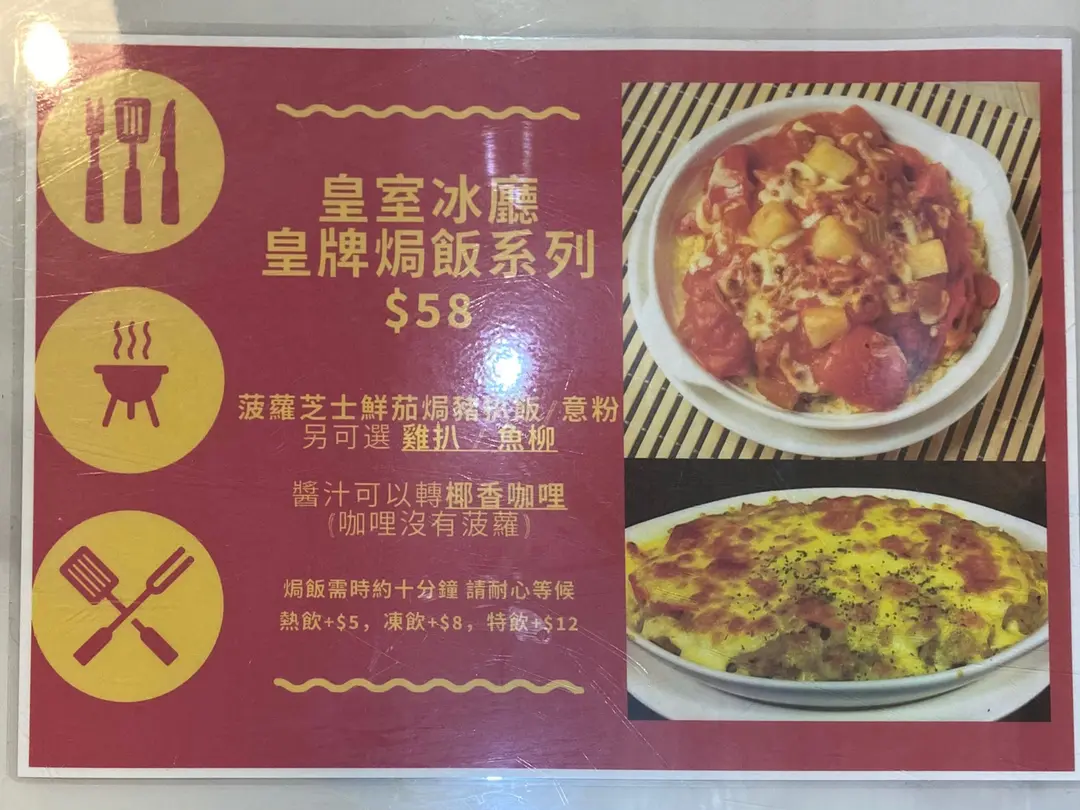 皇室冰廳
皇牌焗飯系列
$58
菠蘿芝士鮮茄焗豬扒飯/意粉
另可選 雞扒 / 魚柳
醬汁可以轉椰香咖哩
(咖哩沒有菠蘿)
焗飯需時約十分鐘 請耐心等候
熱飲+$5，凍飲+$8，特飲+$12